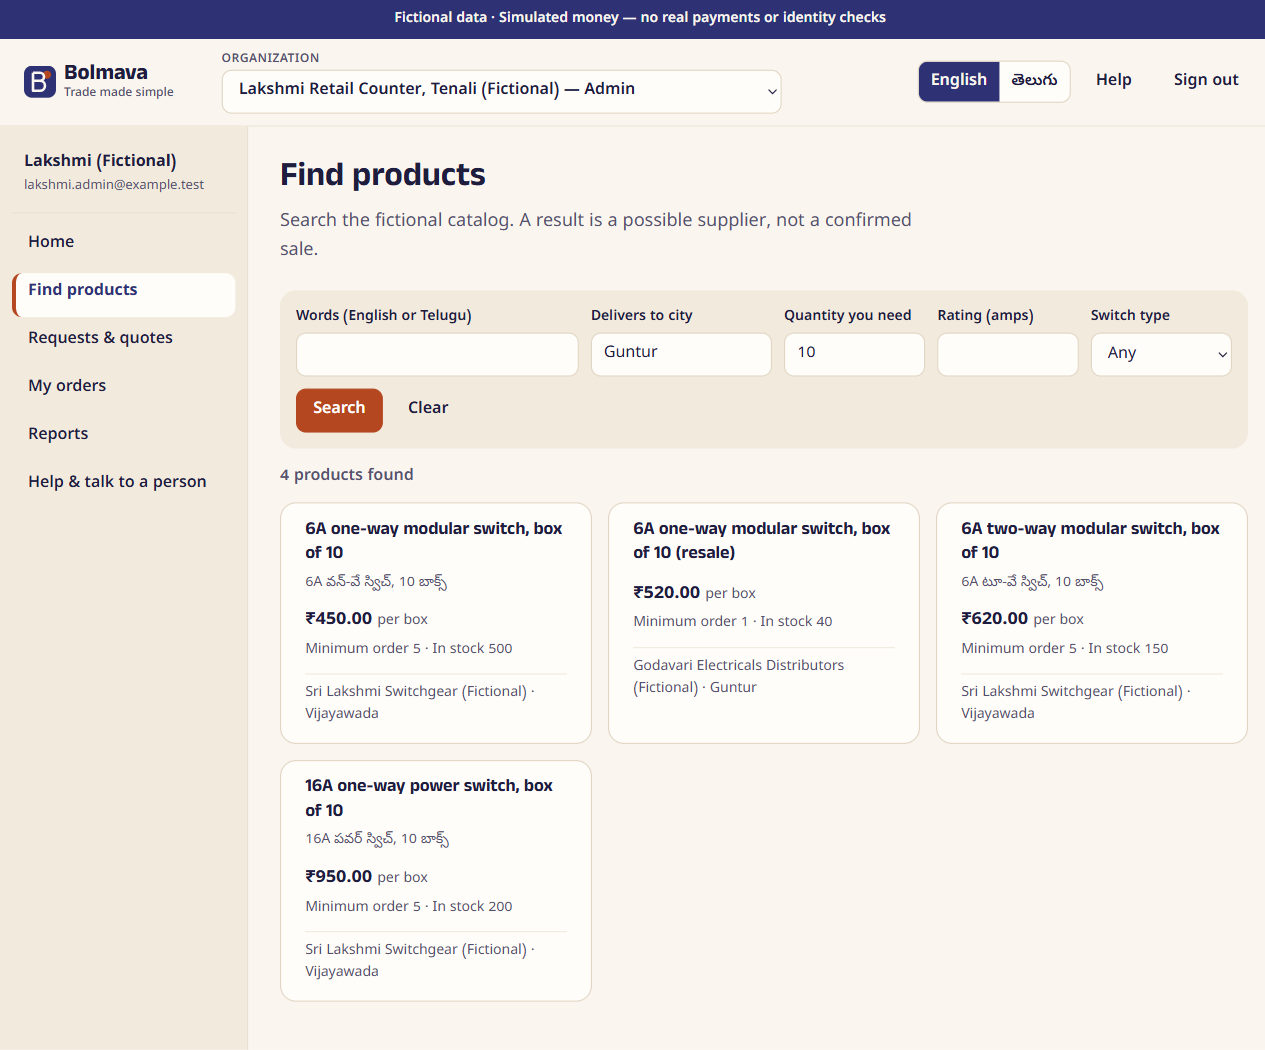 Fictional data · Simulated money — no real payments or identity checks
Bolmava
Trade made simple
ORGANIZATION
Lakshmi Retail Counter, Tenali (Fictional) — Admin
English
తెలుగు
Help
Sign out
Lakshmi (Fictional)
lakshmi.admin@example.test
Home
Find products
Requests & quotes
My orders
Reports
Help & talk to a person
Find products
Search the fictional catalog. A result is a possible supplier, not a confirmed
sale.
Words (English or Telugu)
Delivers to city
Guntur
Quantity you need
10
Rating (amps)
Switch type
Any
Search
Clear
4 products found
6A one-way modular switch, box
of 10
6A వన్-వే స్విచ్, 10 బాక్స్
₹450.00 per box
Minimum order 5 · In stock 500
Sri Lakshmi Switchgear (Fictional) ·
Vijayawada
6A one-way modular switch, box
of 10 (resale)
₹520.00 per box
Minimum order 1 · In stock 40
Godavari Electricals Distributors
(Fictional) · Guntur
6A two-way modular switch, box
of 10
6A టూ-వే స్విచ్, 10 బాక్స్
₹620.00 per box
Minimum order 5 · In stock 150
Sri Lakshmi Switchgear (Fictional) ·
Vijayawada
16A one-way power switch, box
of 10
16A పవర్ స్విచ్, 10 బాక్స్
₹950.00 per box
Minimum order 5 · In stock 200
Sri Lakshmi Switchgear (Fictional) ·
Vijayawada